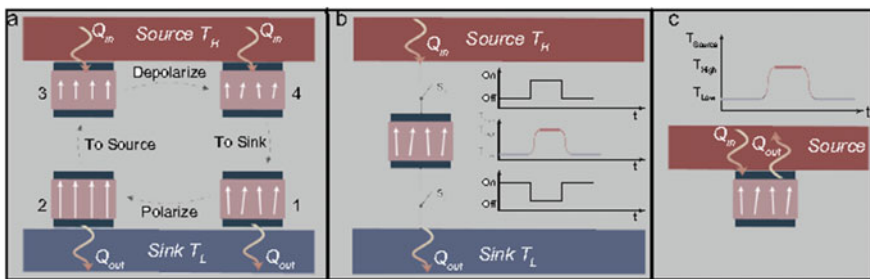 a
Source T_H
Q_in
Q_in
Depolarize
3
4
To Source
To Sink
2
Polarize
1
Sink T_L
Q_out
Q_out
b
Source T_H
Q_in
On
Off
t
S
t
S
On
Off
t
Sink T_L
Q_out
c
T_Source
T_High
T_Low
t
Q_in
Q_out
Source